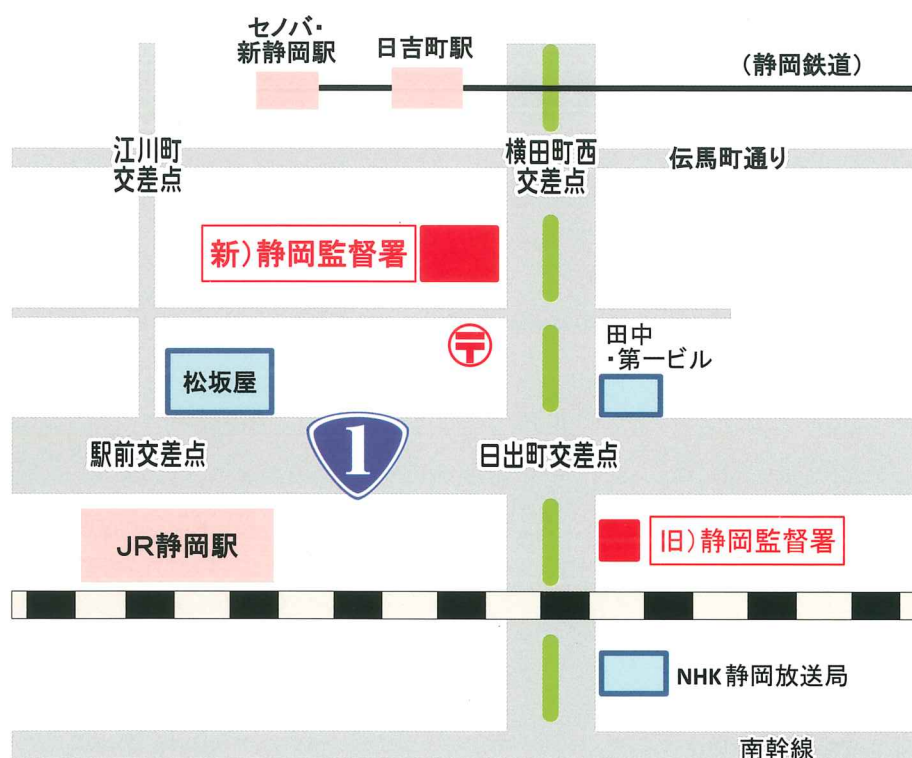 セノバ・
新静岡駅
日吉町駅
（静岡鉄道）
江川町
交差点
横田町西
交差点
伝馬町通り
新）静岡監督署
〒
田中
・第一ビル
松坂屋
駅前交差点
1
日出町交差点
JR静岡駅
旧）静岡監督署
NHK静岡放送局
南幹線